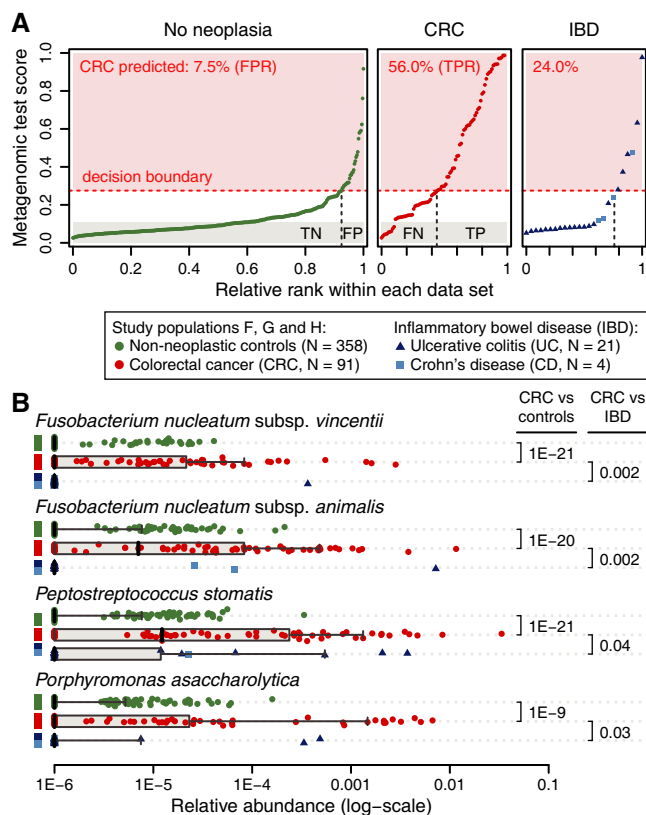 A
No neoplasia
CRC
IBD
Metagenomic test score
1.0
0.8
0.6
0.4
0.2
0.0
CRC predicted: 7.5% (FPR)
56.0% (TPR)
24.0%
decision boundary
TN
FP
FN
TP
0
0.2
0.4
0.6
0.8
1
0
1
0
1
Relative rank within each data set
Study populations F, G and H:
Non-neoplastic controls (N = 358)
Colorectal cancer (CRC, N = 91)
Inflammatory bowel disease (IBD):
Ulcerative colitis (UC, N = 21)
Crohn's disease (CD, N = 4)
B
CRC vs
controls
CRC vs
IBD
Fusobacterium nucleatum subsp. vincentii
1E−21
0.002
Fusobacterium nucleatum subsp. animalis
1E−20
0.002
Peptostreptococcus stomatis
1E−21
0.04
Porphyromonas asaccharolytica
1E−9
0.03
1E−6
1E−5
1E−4
0.001
0.01
0.1
Relative abundance (log−scale)